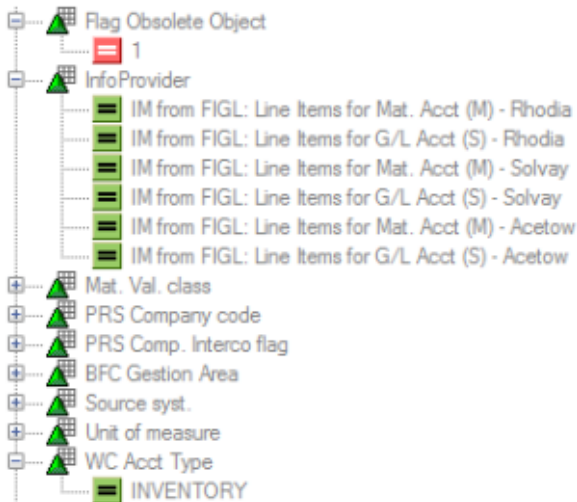 Flag Obsolete Object
1
InfoProvider
IM from FIGL: Line Items for Mat. Acct (M) - Rhodia
IM from FIGL: Line Items for G/L Acct (S) - Rhodia
IM from FIGL: Line Items for Mat. Acct (M) - Solvay
IM from FIGL: Line Items for G/L Acct (S) - Solvay
IM from FIGL: Line Items for Mat. Acct (M) - Acetow
IM from FIGL: Line Items for G/L Acct (S) - Acetow
Mat. Val. class
PRS Company code
PRS Comp. Interco flag
BFC Gestion Area
Source syst.
Unit of measure
WC Acct Type
INVENTORY